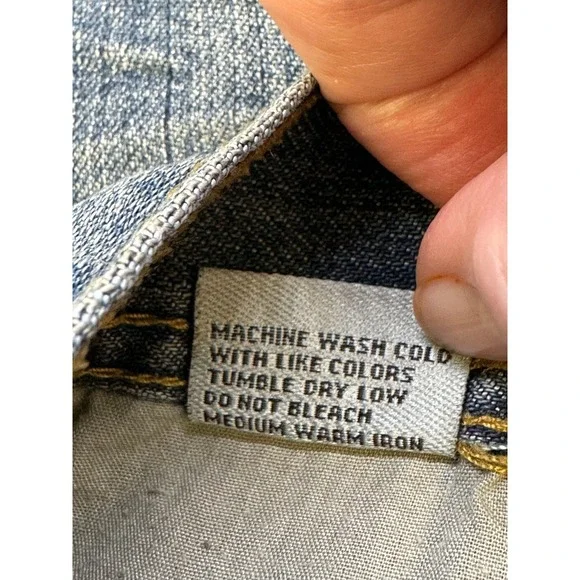 MACHINE WASH COLD
WITH LIKE COLORS
TUMBLE DRY LOW
DO NOT BLEACH
MEDIUM WARM IRON